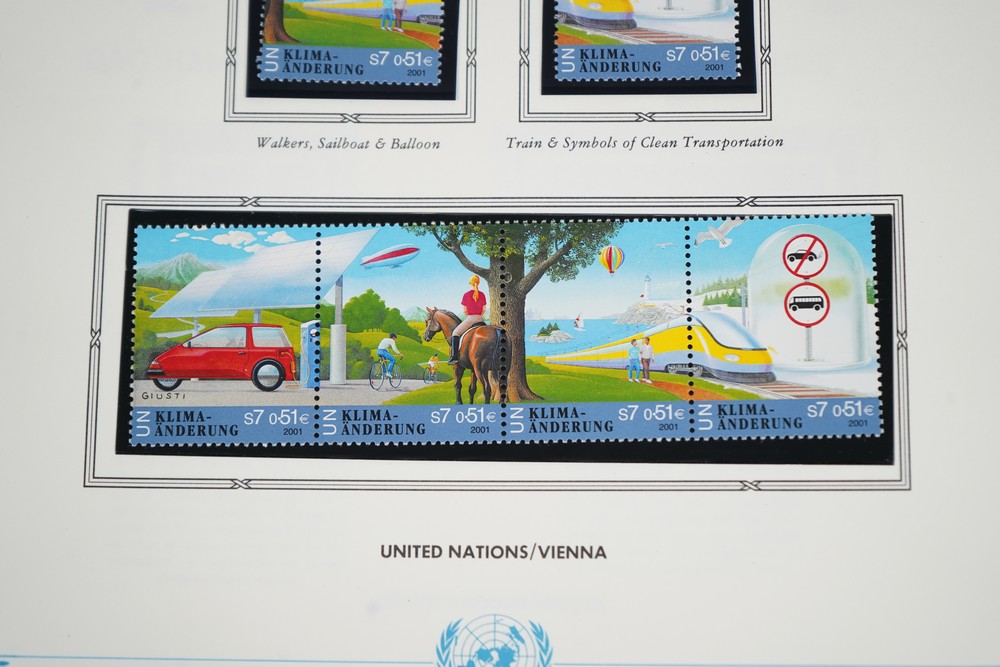 UN KLIMA-
ÄNDERUNG
S7 0·51€
2001
UN KLIMA-
ÄNDERUNG
S7 0·51€
2001
Walkers, Sailboat & Balloon
Train & Symbols of Clean Transportation
GIUSTI
UN KLIMA-
ÄNDERUNG
S7 0·51€
2001
UN KLIMA-
ÄNDERUNG
S7 0·51€
2001
UN KLIMA-
ÄNDERUNG
S7 0·51€
2001
UN KLIMA-
ÄNDERUNG
S7 0·51€
2001
UNITED NATIONS/VIENNA